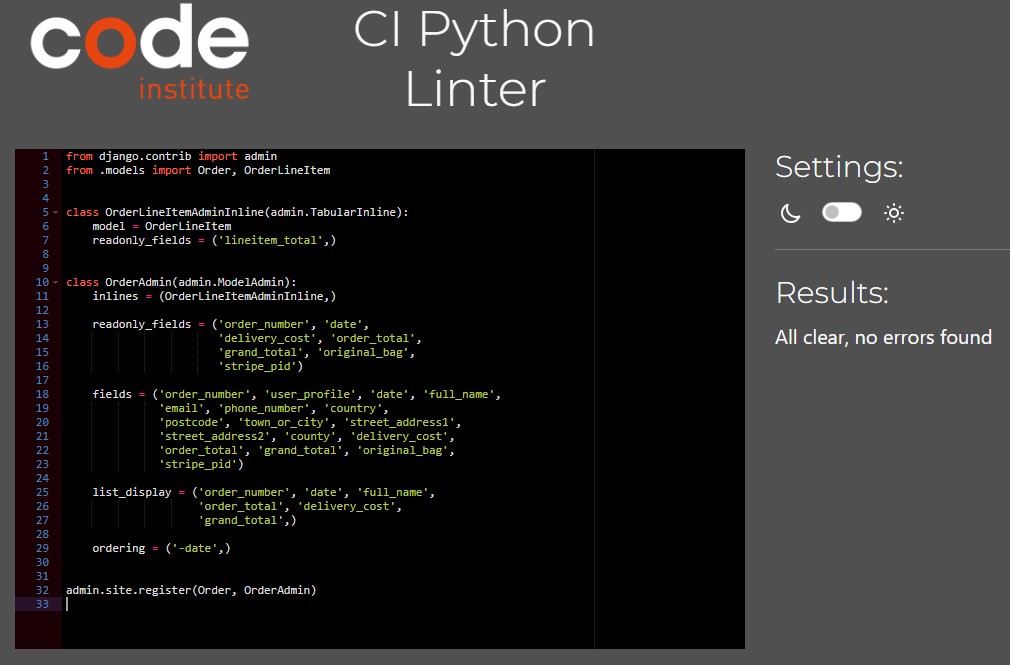 code
institute
CI Python
Linter
1 from django.contrib import admin
2 from .models import Order, OrderLineItem
3
4
5 class OrderLineItemAdminInline(admin.TabularInline):
6     model = OrderLineItem
7     readonly_fields = ('lineitem_total',)
8
9
10 class OrderAdmin(admin.ModelAdmin):
11     inlines = (OrderLineItemAdminInline,)
12
13     readonly_fields = ('order_number', 'date',
14                        'delivery_cost', 'order_total',
15                        'grand_total', 'original_bag',
16                        'stripe_pid')
17
18     fields = ('order_number', 'user_profile', 'date', 'full_name',
19               'email', 'phone_number', 'country',
20               'postcode', 'town_or_city', 'street_address1',
21               'street_address2', 'county', 'delivery_cost',
22               'order_total', 'grand_total', 'original_bag',
23               'stripe_pid')
24
25     list_display = ('order_number', 'date', 'full_name',
26                     'order_total', 'delivery_cost',
27                     'grand_total',)
28
29     ordering = ('-date',)
30
31
32 admin.site.register(Order, OrderAdmin)
33
Settings:
Results:
All clear, no errors found